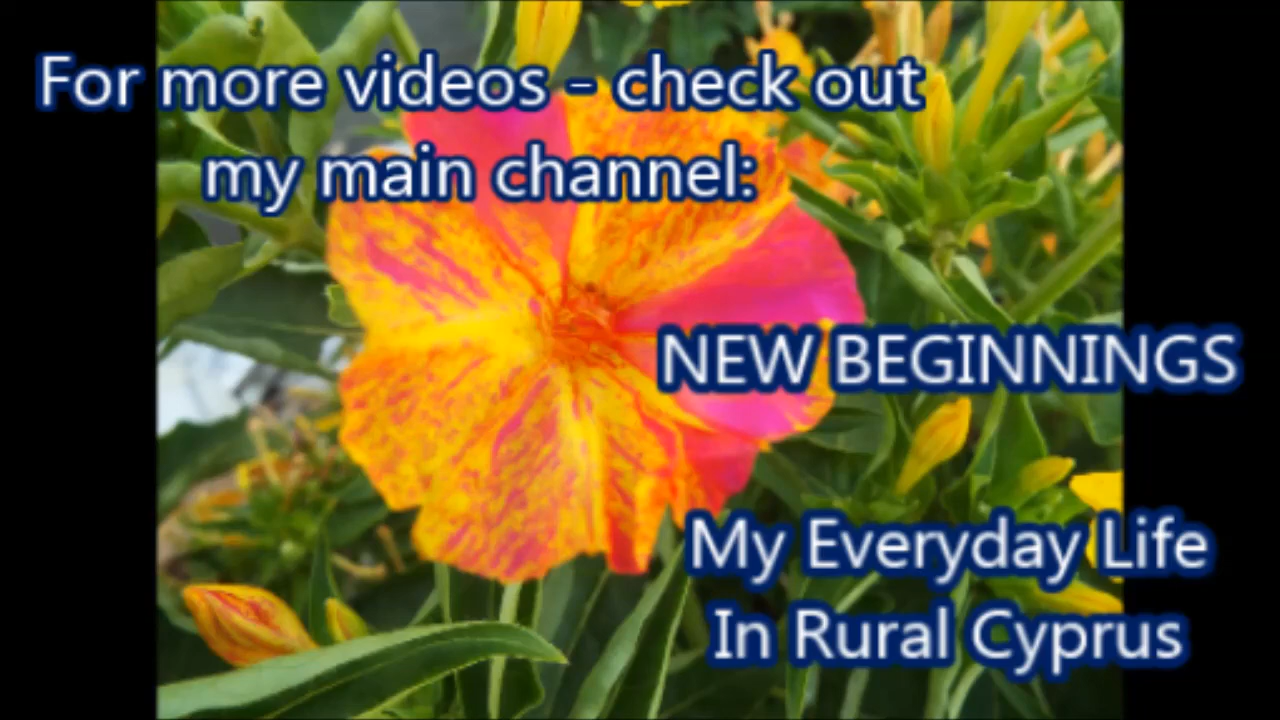 For more videos - check out
my main channel:
NEW BEGINNINGS
My Everyday Life
In Rural Cyprus